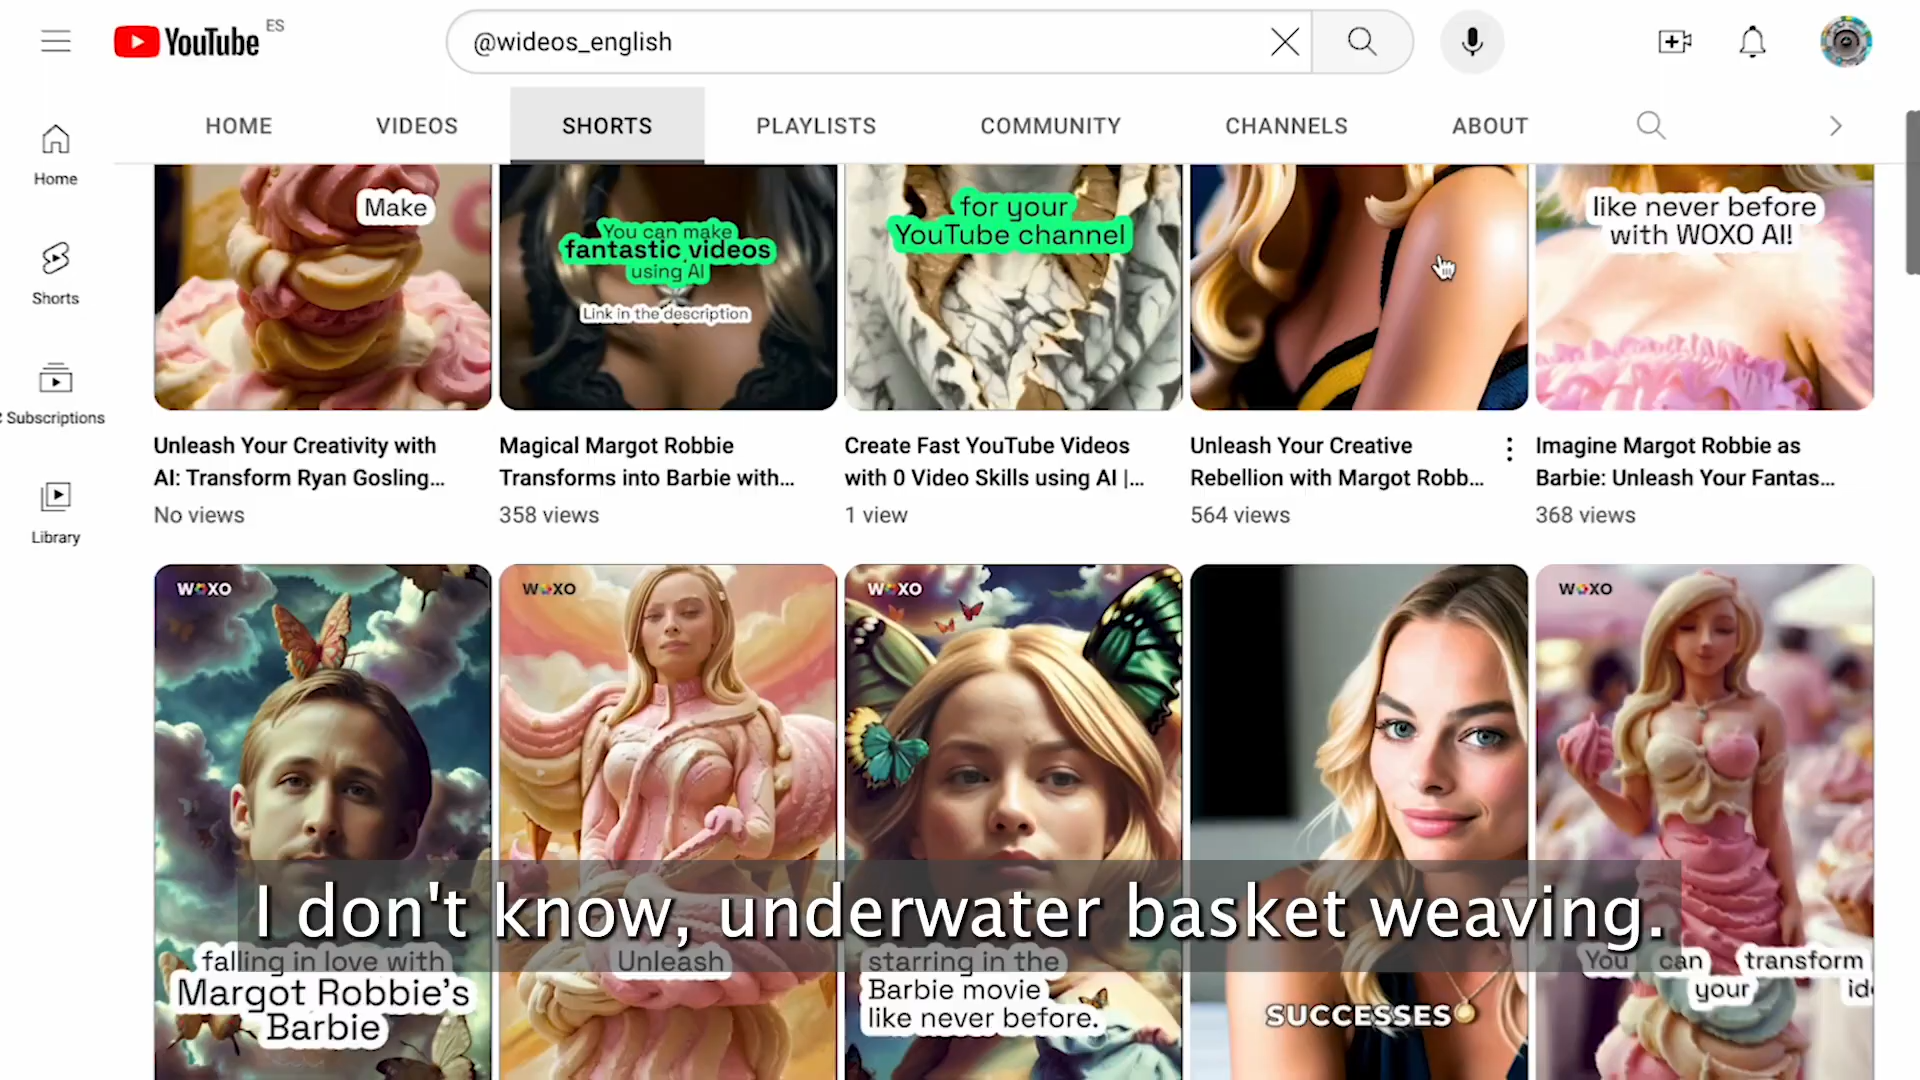 YouTube ES
@wideos_english
HOME VIDEOS SHORTS PLAYLISTS COMMUNITY CHANNELS ABOUT
Home
Shorts
Subscriptions
Library
Make
You can make
fantastic videos
using AI
Link in the description
for your
YouTube channel
like never before
with WOXO AI!
Unleash Your Creativity with
AI: Transform Ryan Gosling...
No views
Magical Margot Robbie
Transforms into Barbie with...
358 views
Create Fast YouTube Videos
with 0 Video Skills using AI |...
1 view
Unleash Your Creative
Rebellion with Margot Robb...
564 views
Imagine Margot Robbie as
Barbie: Unleash Your Fantas...
368 views
WOXO
WOXO
WOXO
WOXO
I don't know, underwater basket weaving.
falling in love with
Margot Robbie's
Barbie
Unleash
starring in the
Barbie movie
like never before.
SUCCESSES
You can transform
your id